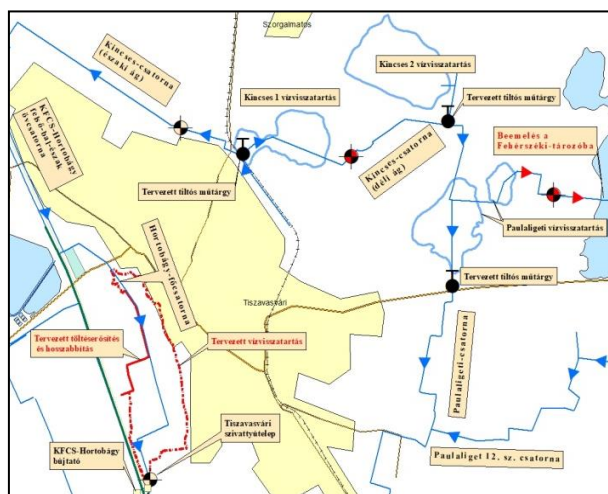 Szorgalmatos
Kincses-csatorna
(északi ág)
Kincses 2 vízvisszatartás
Kincses 1 vízvisszatartás
Tervezett tiltós műtárgy
KFCS-Hortobágy
főcsatorna
Beemelés a
Fehérszéki-tározóba
Kincses-csatorna
(déli ág)
Tervezett tiltós műtárgy
Paulaligeti vízvisszatartás
Hortobágy-főcsatorna
Tervezett tiltós műtárgy
Tiszavasvári
Tervezett töltéserősítés
és hosszabbítás
Tervezett vízvisszatartás
Paulaligeti-csatorna
Tiszavasvári
szivattyútelep
KFCS-Hortobágy
bújtató
Paulaliget 12. sz. csatorna